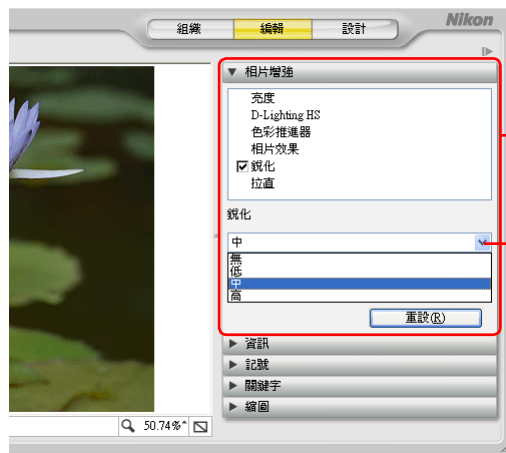 組織 編輯 設計 Nikon
相片增強
亮度
D-Lighting HS
色彩推進器
相片效果
銳化
拉直
銳化
中
無
低
中
高
重設(R)
資訊
記號
關鍵字
縮圖
50.74%